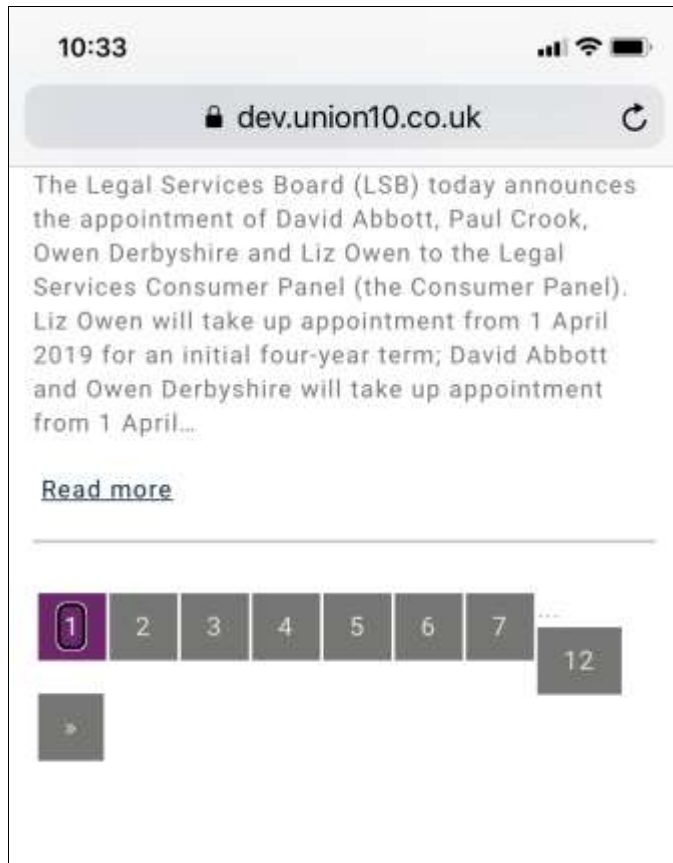 10:33
dev.union10.co.uk
The Legal Services Board (LSB) today announces
the appointment of David Abbott, Paul Crook,
Owen Derbyshire and Liz Owen to the Legal
Services Consumer Panel (the Consumer Panel).
Liz Owen will take up appointment from 1 April
2019 for an initial four-year term; David Abbott
and Owen Derbyshire will take up appointment
from 1 April…
Read more
1 2 3 4 5 6 7 … 12
»